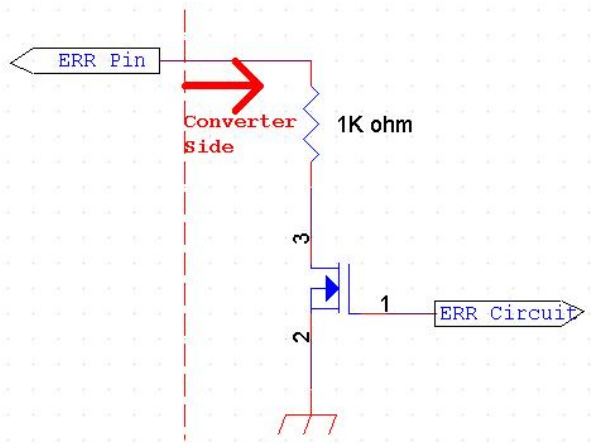 ERR Pin
Converter
Side
1K ohm
3
1
ERR Circuit
2